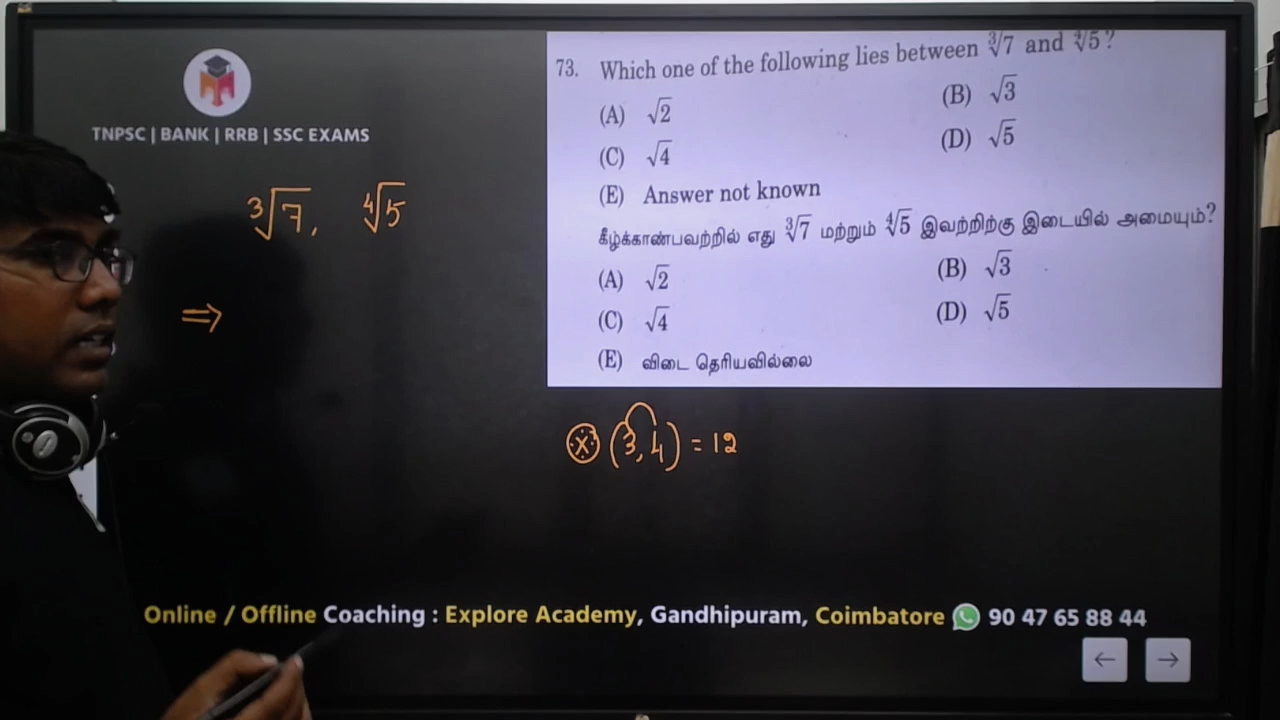 TNPSC | BANK | RRB | SSC EXAMS
73. Which one of the following lies between ∛7 and ∜5 ?
(A) √2 (B) √3
(C) √4 (D) √5
(E) Answer not known
கீழ்க்காண்பவற்றில் எது ∛7 மற்றும் ∜5 இவற்றிற்கு இடையில் அமையும்?
(A) √2 (B) √3
(C) √4 (D) √5
(E) விடை தெரியவில்லை
∛7, ∜5
⇒
(x) (3, 4) = 12
Online / Offline Coaching : Explore Academy, Gandhipuram, Coimbatore 90 47 65 88 44
← →